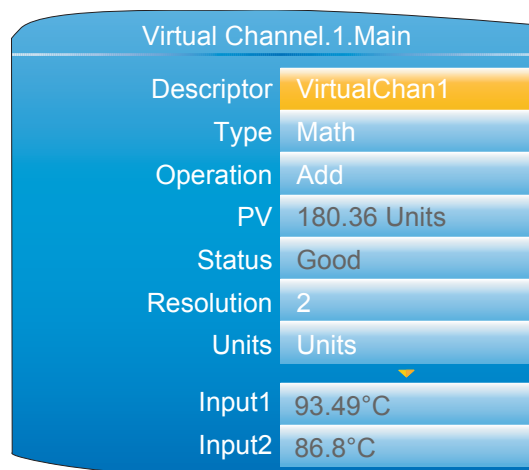 Virtual Channel.1.Main
Descriptor VirtualChan1
Type Math
Operation Add
PV 180.36 Units
Status Good
Resolution 2
Units Units
Input1 93.49°C
Input2 86.8°C